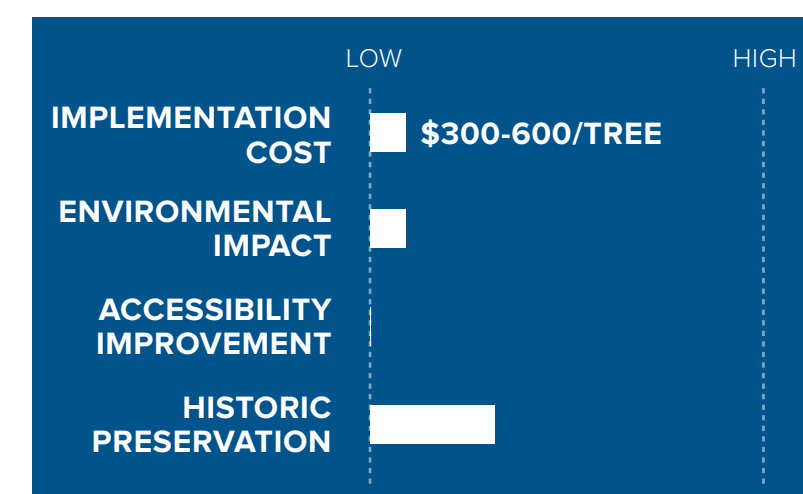 LOW
HIGH
IMPLEMENTATION
COST
$300-600/TREE
ENVIRONMENTAL
IMPACT
ACCESSIBILITY
IMPROVEMENT
HISTORIC
PRESERVATION